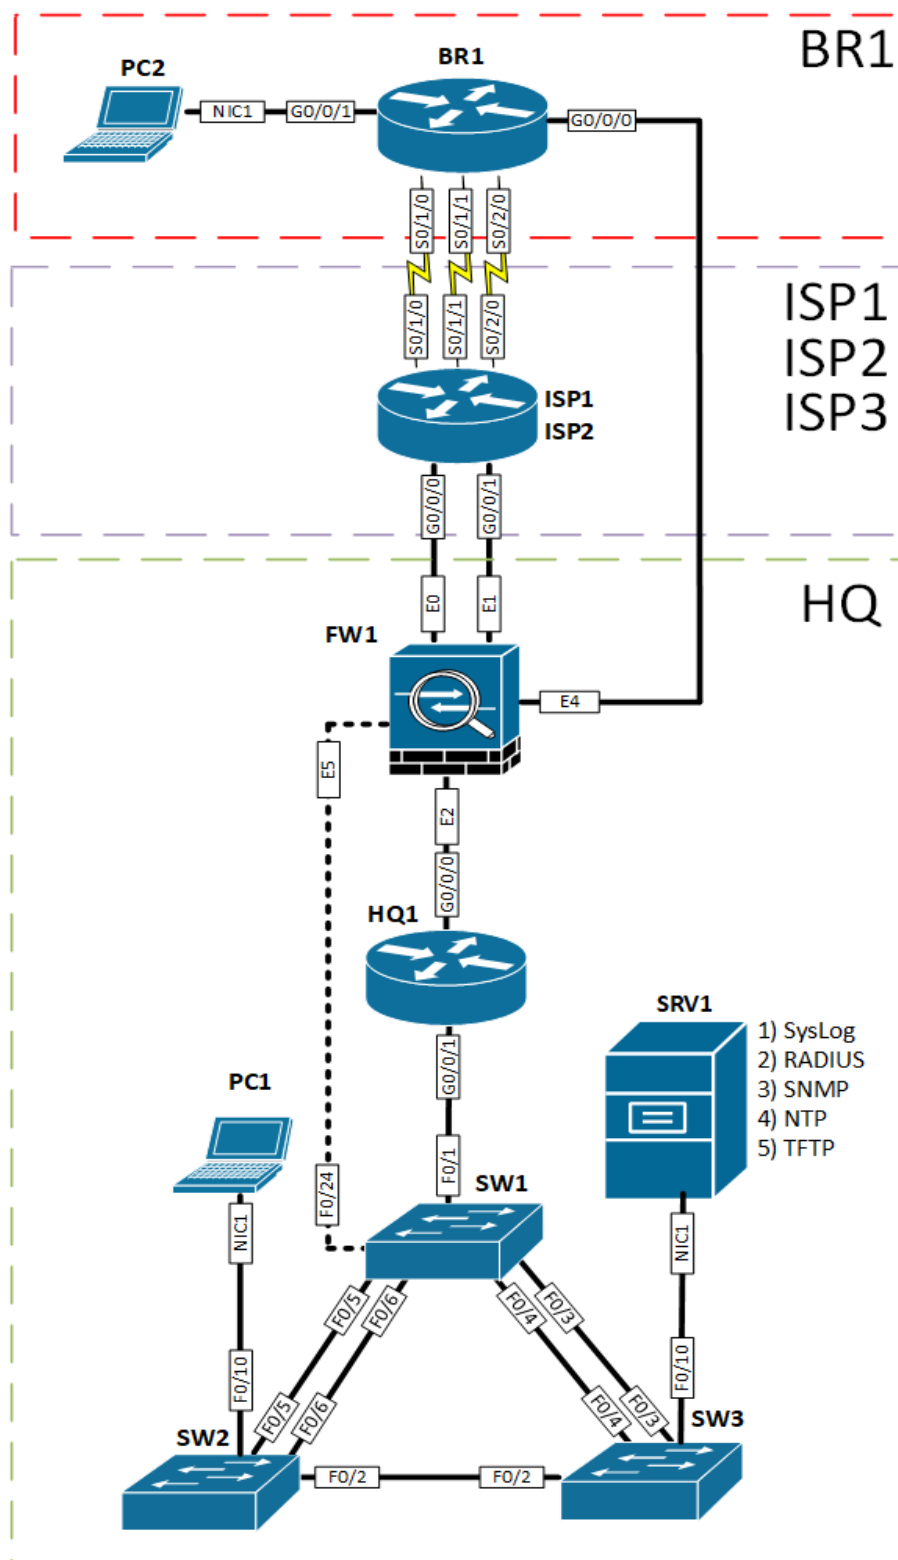 BR1
BR1
PC2
NIC1
G0/0/1
G0/0/0
S0/1/0
S0/1/1
S0/2/0
ISP1
ISP2
ISP3
S0/1/0
S0/1/1
S0/2/0
ISP1
ISP2
G0/0/0
G0/0/1
HQ
E0
E1
FW1
E4
E5
E2
G0/0/0
HQ1
SRV1
1) SysLog
2) RADIUS
3) SNMP
4) NTP
5) TFTP
G0/0/1
PC1
F0/1
F0/24
SW1
NIC1
NIC1
F0/5
F0/6
F0/4
F0/3
F0/10
F0/10
F0/5
F0/6
F0/4
F0/3
SW2
SW3
F0/2
F0/2